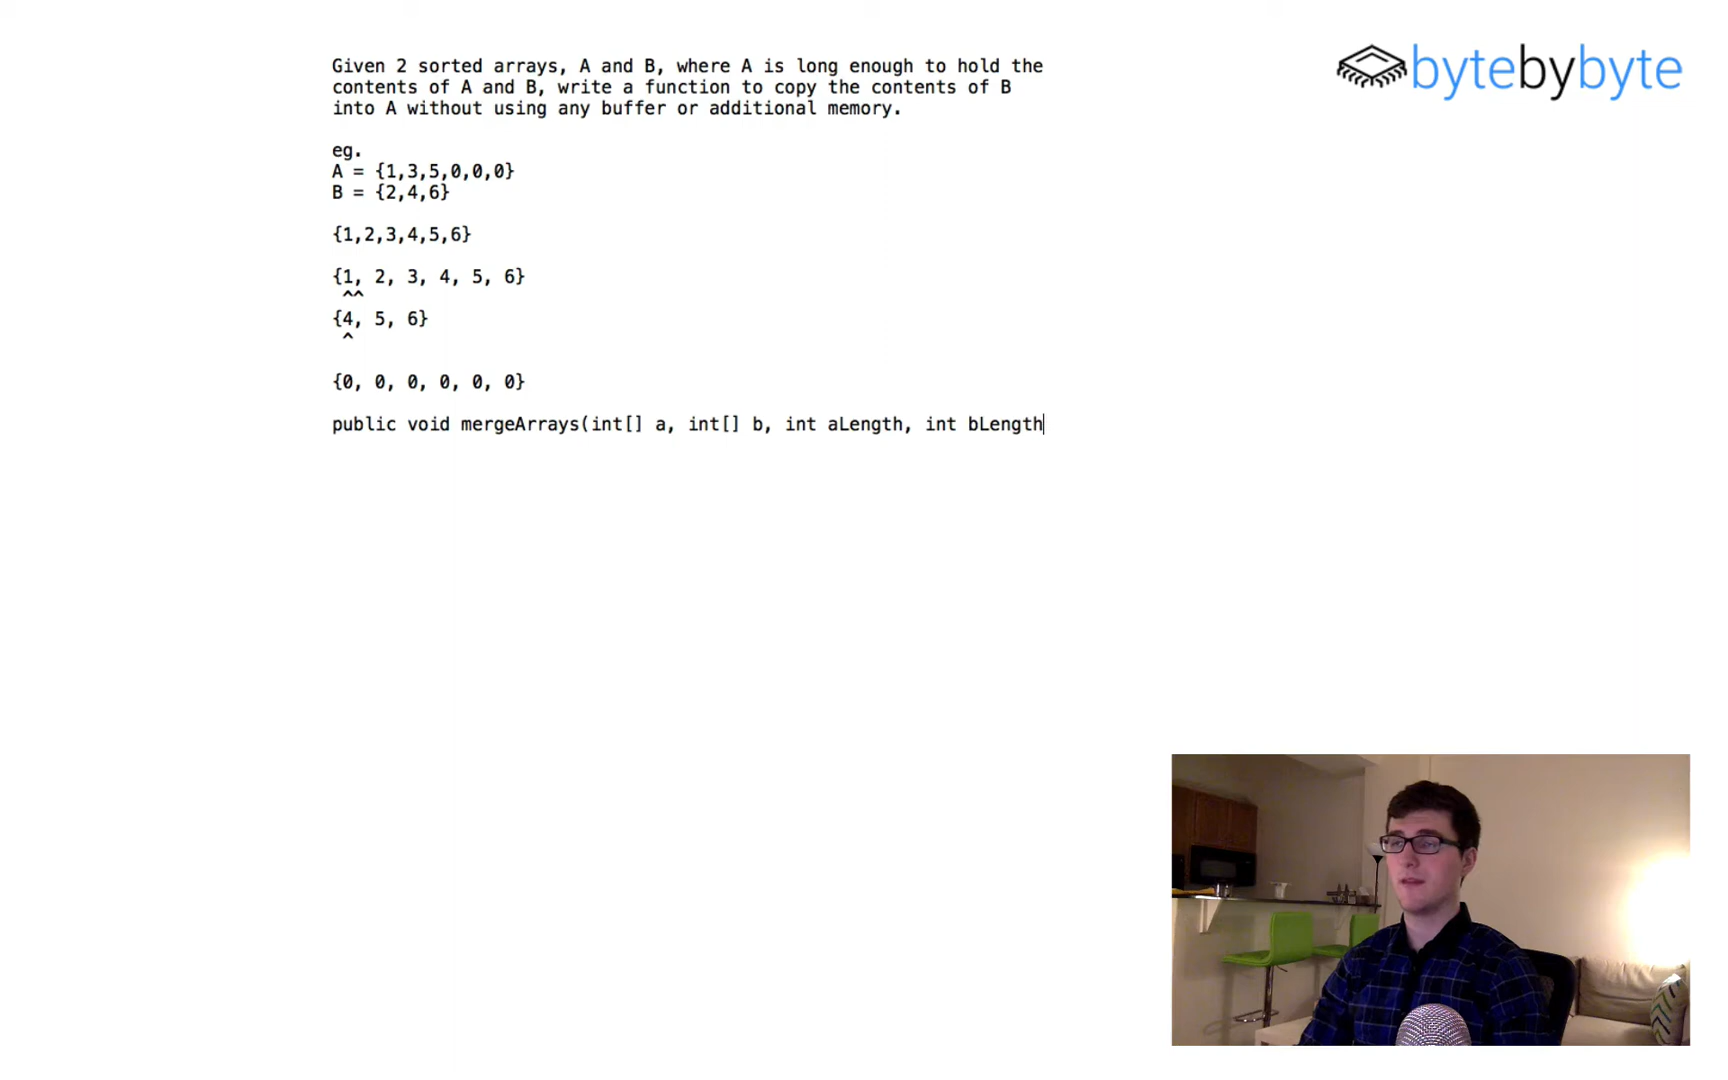 bytebybyte
Given 2 sorted arrays, A and B, where A is long enough to hold the
contents of A and B, write a function to copy the contents of B
into A without using any buffer or additional memory.
eg.
A = {1,3,5,0,0,0}
B = {2,4,6}
{1,2,3,4,5,6}
{1, 2, 3, 4, 5, 6}
^^
{4, 5, 6}
^
{0, 0, 0, 0, 0, 0}
public void mergeArrays(int[] a, int[] b, int aLength, int bLength